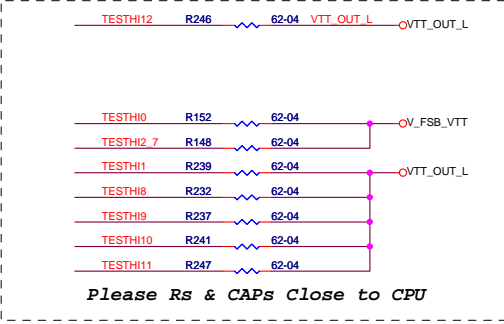 TESTHI12 R246 62-04 VTT_OUT_L VTT_OUT_L
TESTHI0 R152 62-04 V_FSB_VTT
TESTHI2_7 R148 62-04
TESTHI1 R239 62-04 VTT_OUT_L
TESTHI8 R232 62-04
TESTHI9 R237 62-04
TESTHI10 R241 62-04
TESTHI11 R247 62-04
Please Rs & CAPs Close to CPU